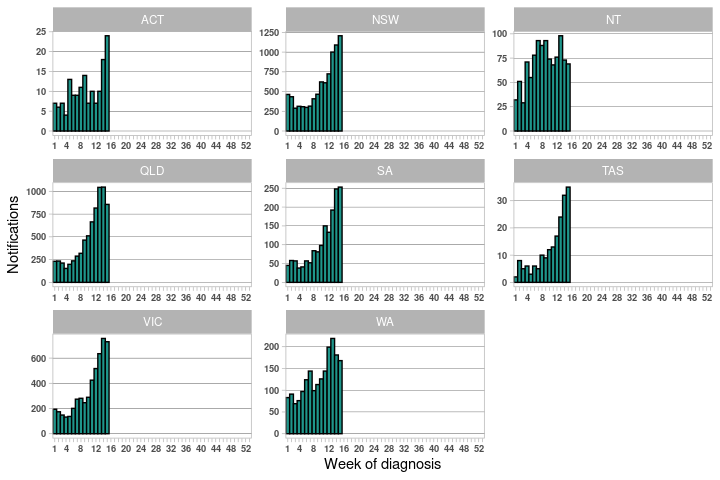 ACT NSW NT
25 20 15 10 5 0
1250 1000 750 500 250 0
100 75 50 25 0
1 4 8 12 16 20 24 28 32 36 40 44 48 52
1 4 8 12 16 20 24 28 32 36 40 44 48 52
1 4 8 12 16 20 24 28 32 36 40 44 48 52
QLD SA TAS
1000 750 500 250 0
250 200 150 100 50 0
30 20 10 0
1 4 8 12 16 20 24 28 32 36 40 44 48 52
1 4 8 12 16 20 24 28 32 36 40 44 48 52
1 4 8 12 16 20 24 28 32 36 40 44 48 52
Notifications
VIC WA
600 400 200 0
200 150 100 50 0
1 4 8 12 16 20 24 28 32 36 40 44 48 52
1 4 8 12 16 20 24 28 32 36 40 44 48 52
Week of diagnosis